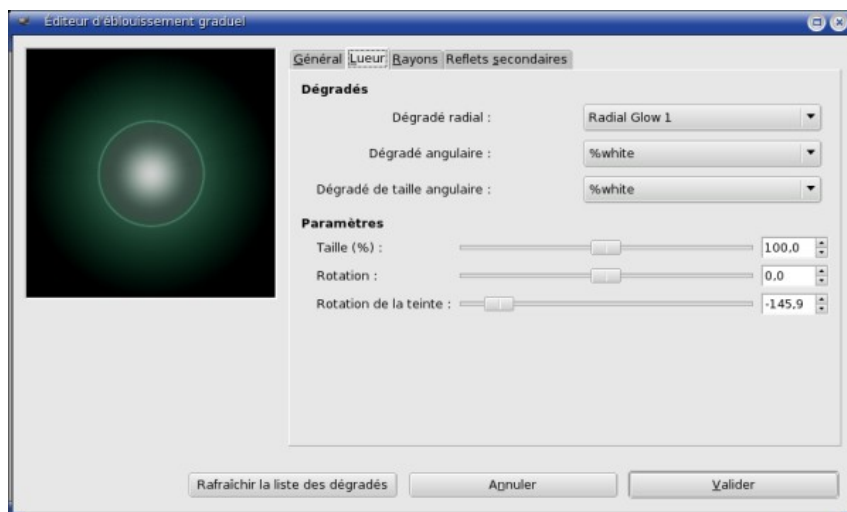 Éditeur d'éblouissement graduel
Général Lueur Rayons Reflets secondaires
Dégradés
Dégradé radial : Radial Glow 1
Dégradé angulaire : %white
Dégradé de taille angulaire : %white
Paramètres
Taille (%) : 100,0
Rotation : 0,0
Rotation de la teinte : -145,9
Rafraîchir la liste des dégradés Annuler Valider